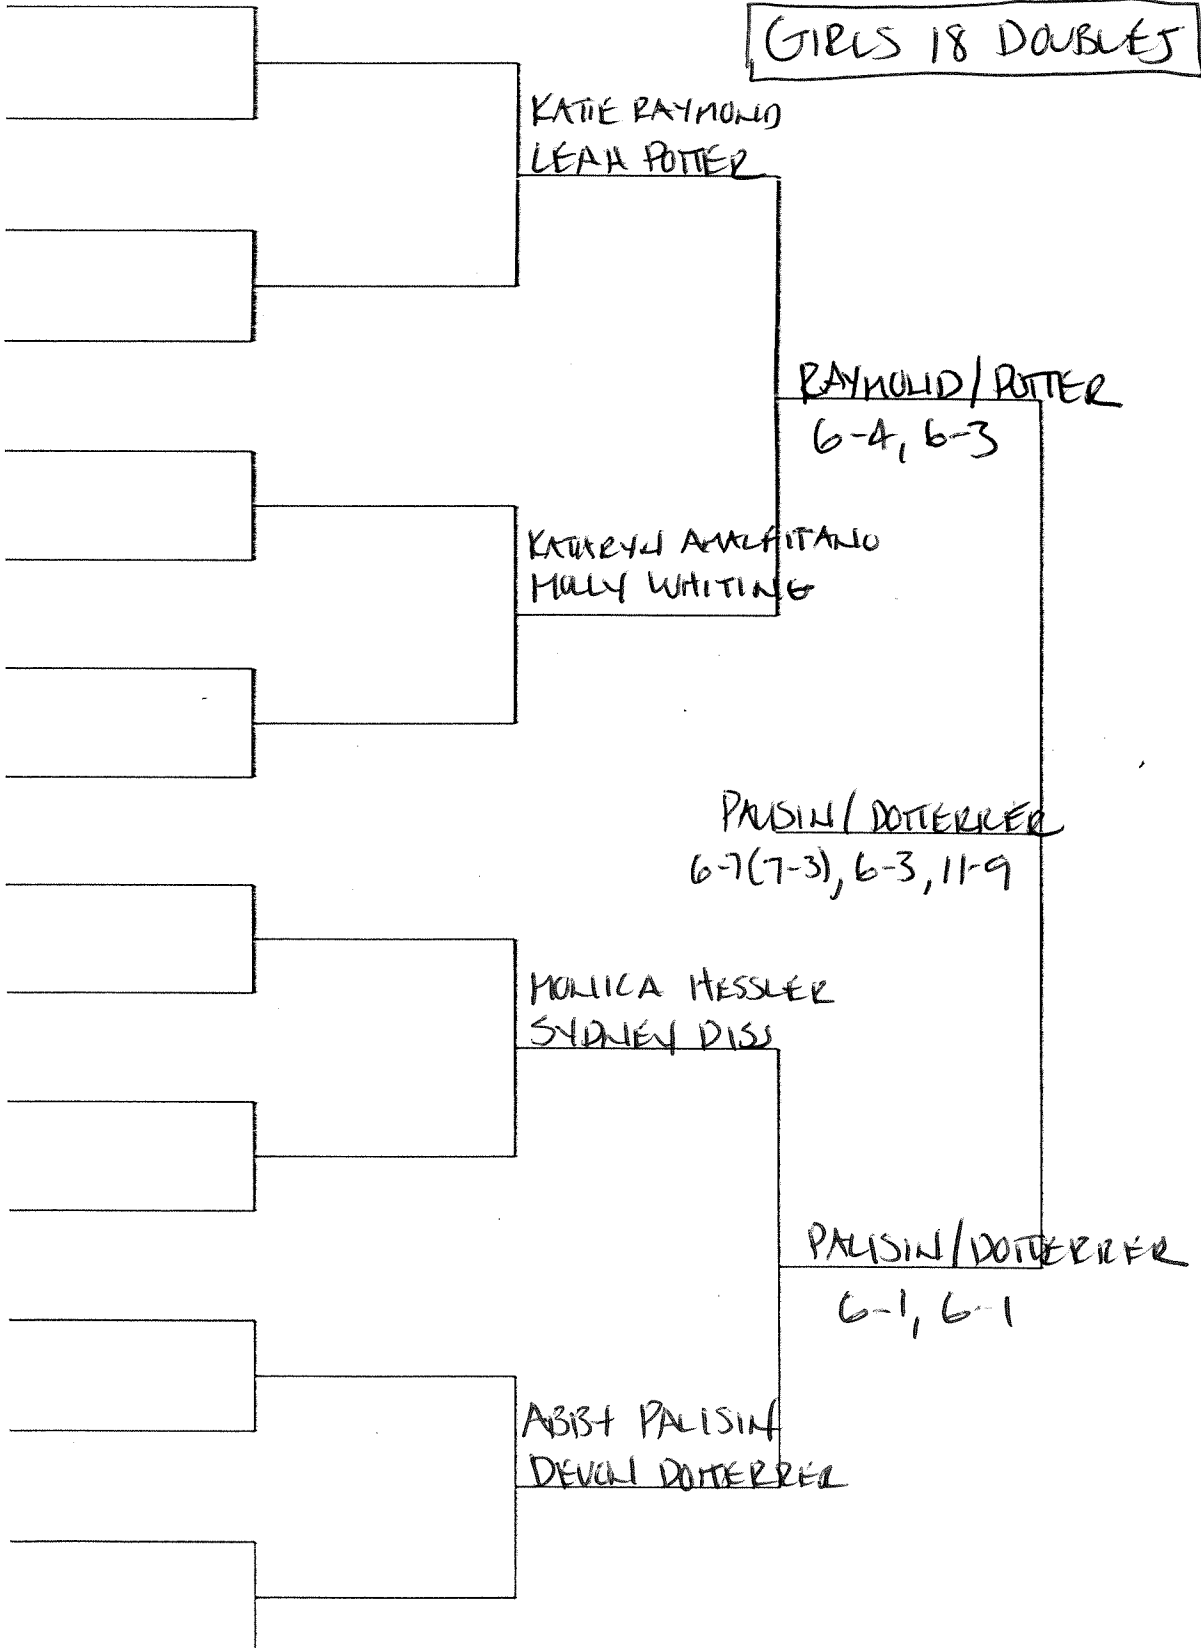 GIRLS 18 DOUBLES
KATIE RAYMOND
LEAH POTTER
RAYMOND/POTTER
6-4, 6-3
KATHRYN AMALFITANO
MOLLY WHITING
PALISIN/DOTTERRER
6-7(7-3), 6-3, 11-9
MONICA HESSLER
SYDNEY DISS
PALISIN/DOTTERRER
6-1, 6-1
ABBY PALISIN
DEVON DOTTERRER